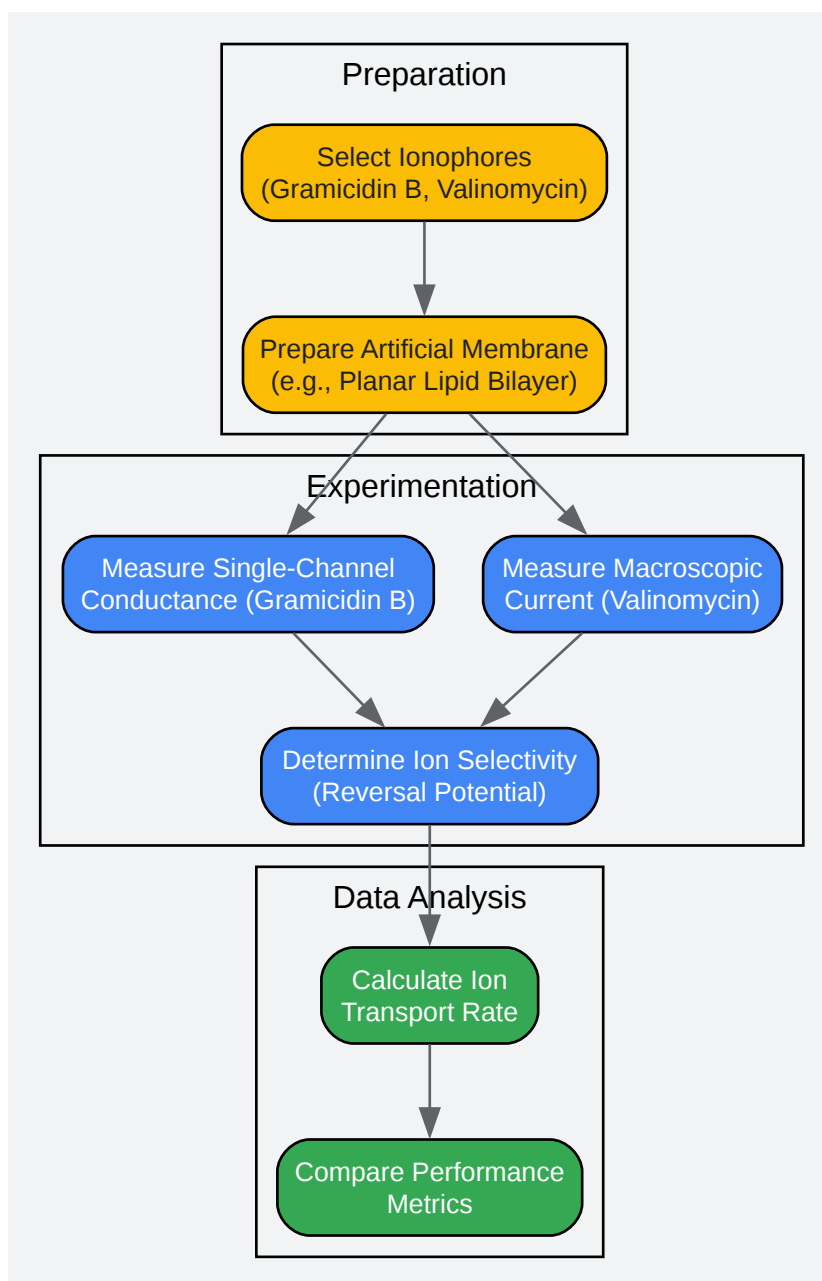 Preparation
Select Ionophores
(Gramicidin B, Valinomycin)
Prepare Artificial Membrane
(e.g., Planar Lipid Bilayer)
Experimentation
Measure Single-Channel
Conductance (Gramicidin B)
Measure Macroscopic
Current (Valinomycin)
Determine Ion Selectivity
(Reversal Potential)
Data Analysis
Calculate Ion
Transport Rate
Compare Performance
Metrics